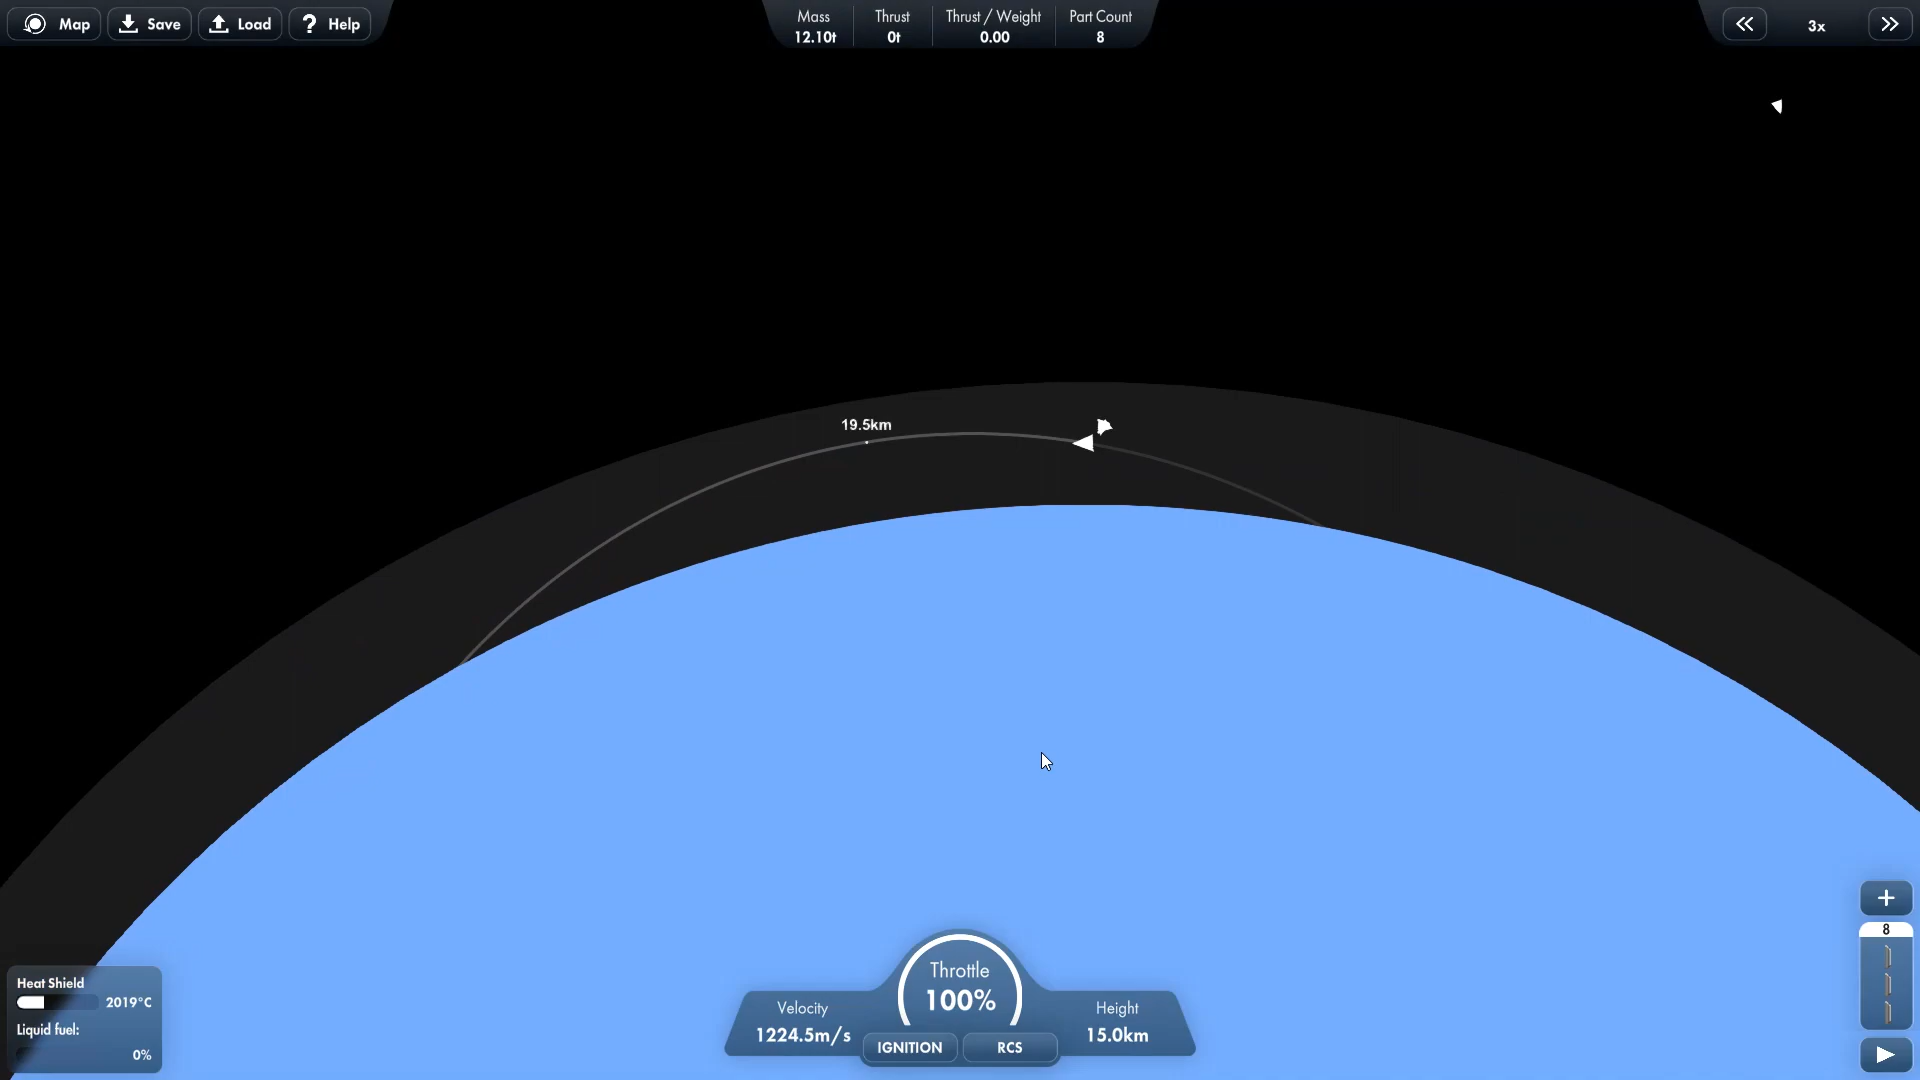 Map
Save
Load
Help
Mass
12.10t
Thrust
0t
Thrust / Weight
0.00
Part Count
8
3x
19.5km
Heat Shield
2019°C
Liquid fuel:
0%
Throttle
100%
Velocity
1224.5m/s
IGNITION
RCS
Height
15.0km
8